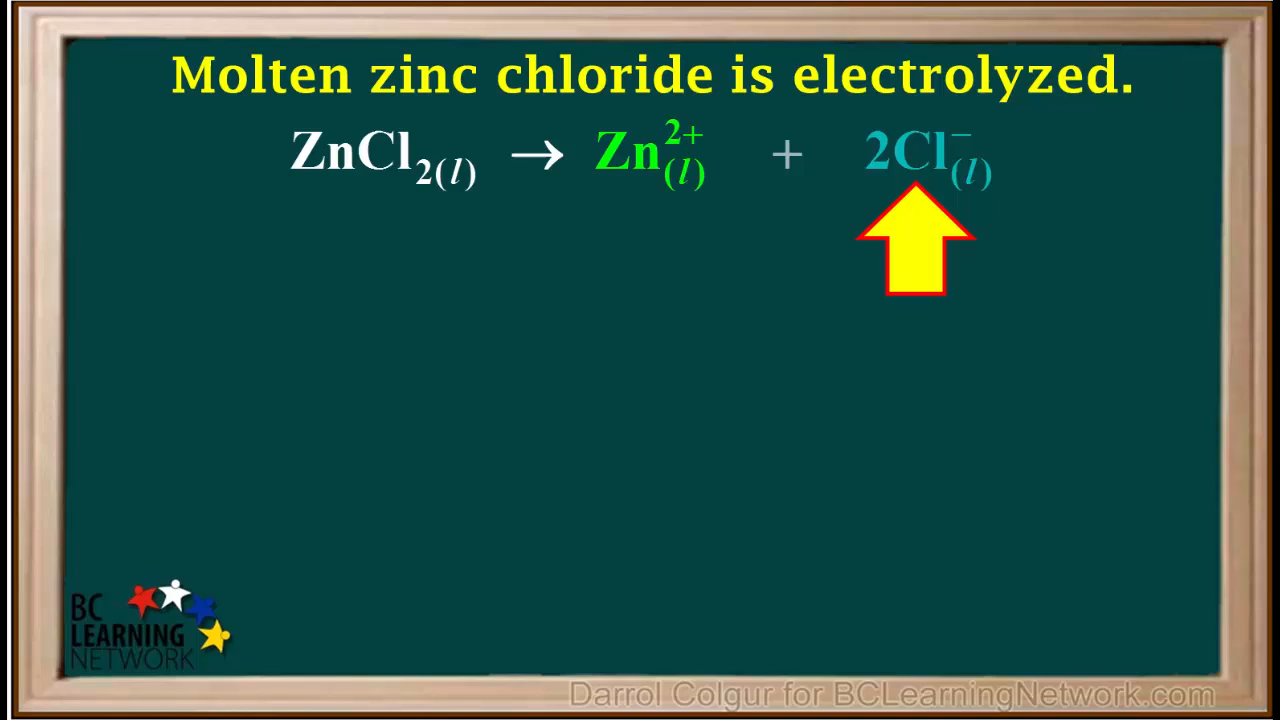 Molten zinc chloride is electrolyzed.
ZnCl₂₍l₎ → Zn²⁺₍l₎ + 2Cl⁻₍l₎
BC
LEARNING
NETWORK
Darrol Colgur for BCLearningNetwork.com